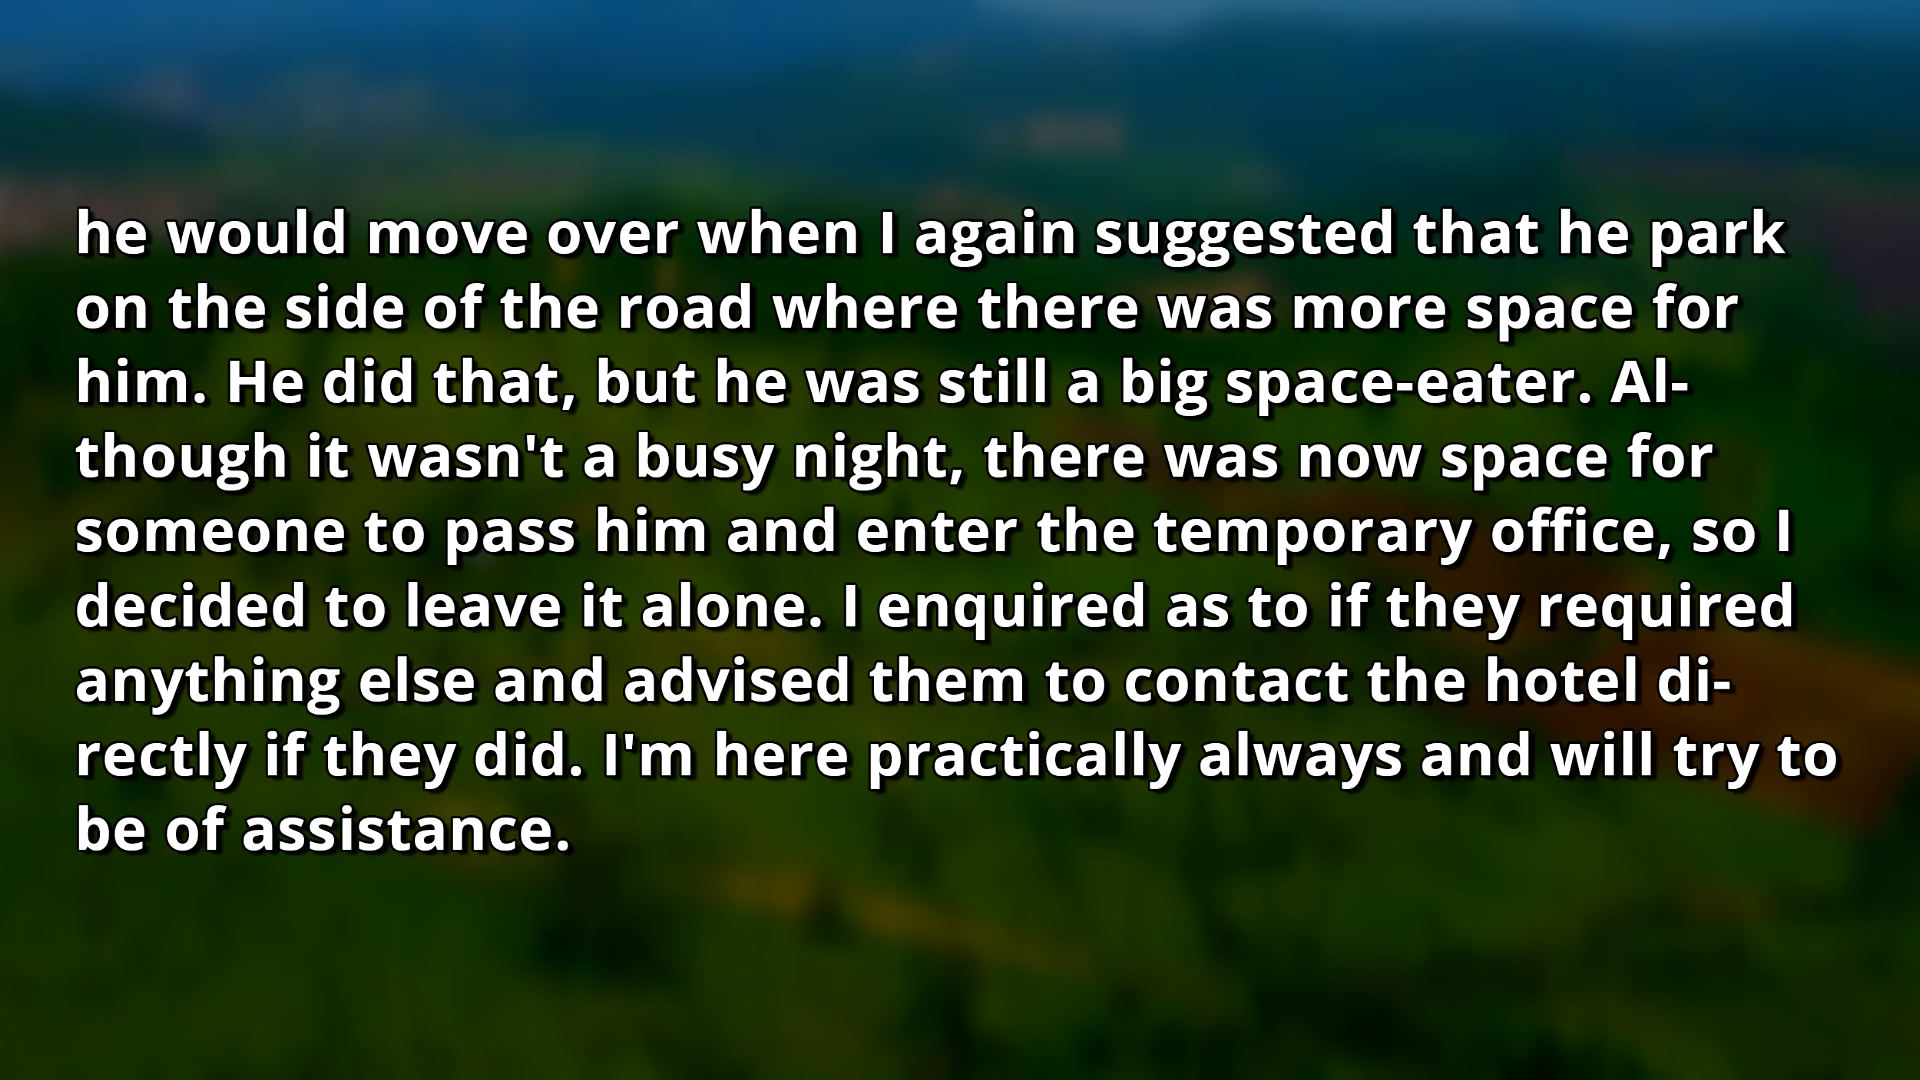 he would move over when I again suggested that he park
on the side of the road where there was more space for
him. He did that, but he was still a big space-eater. Al-
though it wasn't a busy night, there was now space for
someone to pass him and enter the temporary office, so I
decided to leave it alone. I enquired as to if they required
anything else and advised them to contact the hotel di-
rectly if they did. I'm here practically always and will try to
be of assistance.